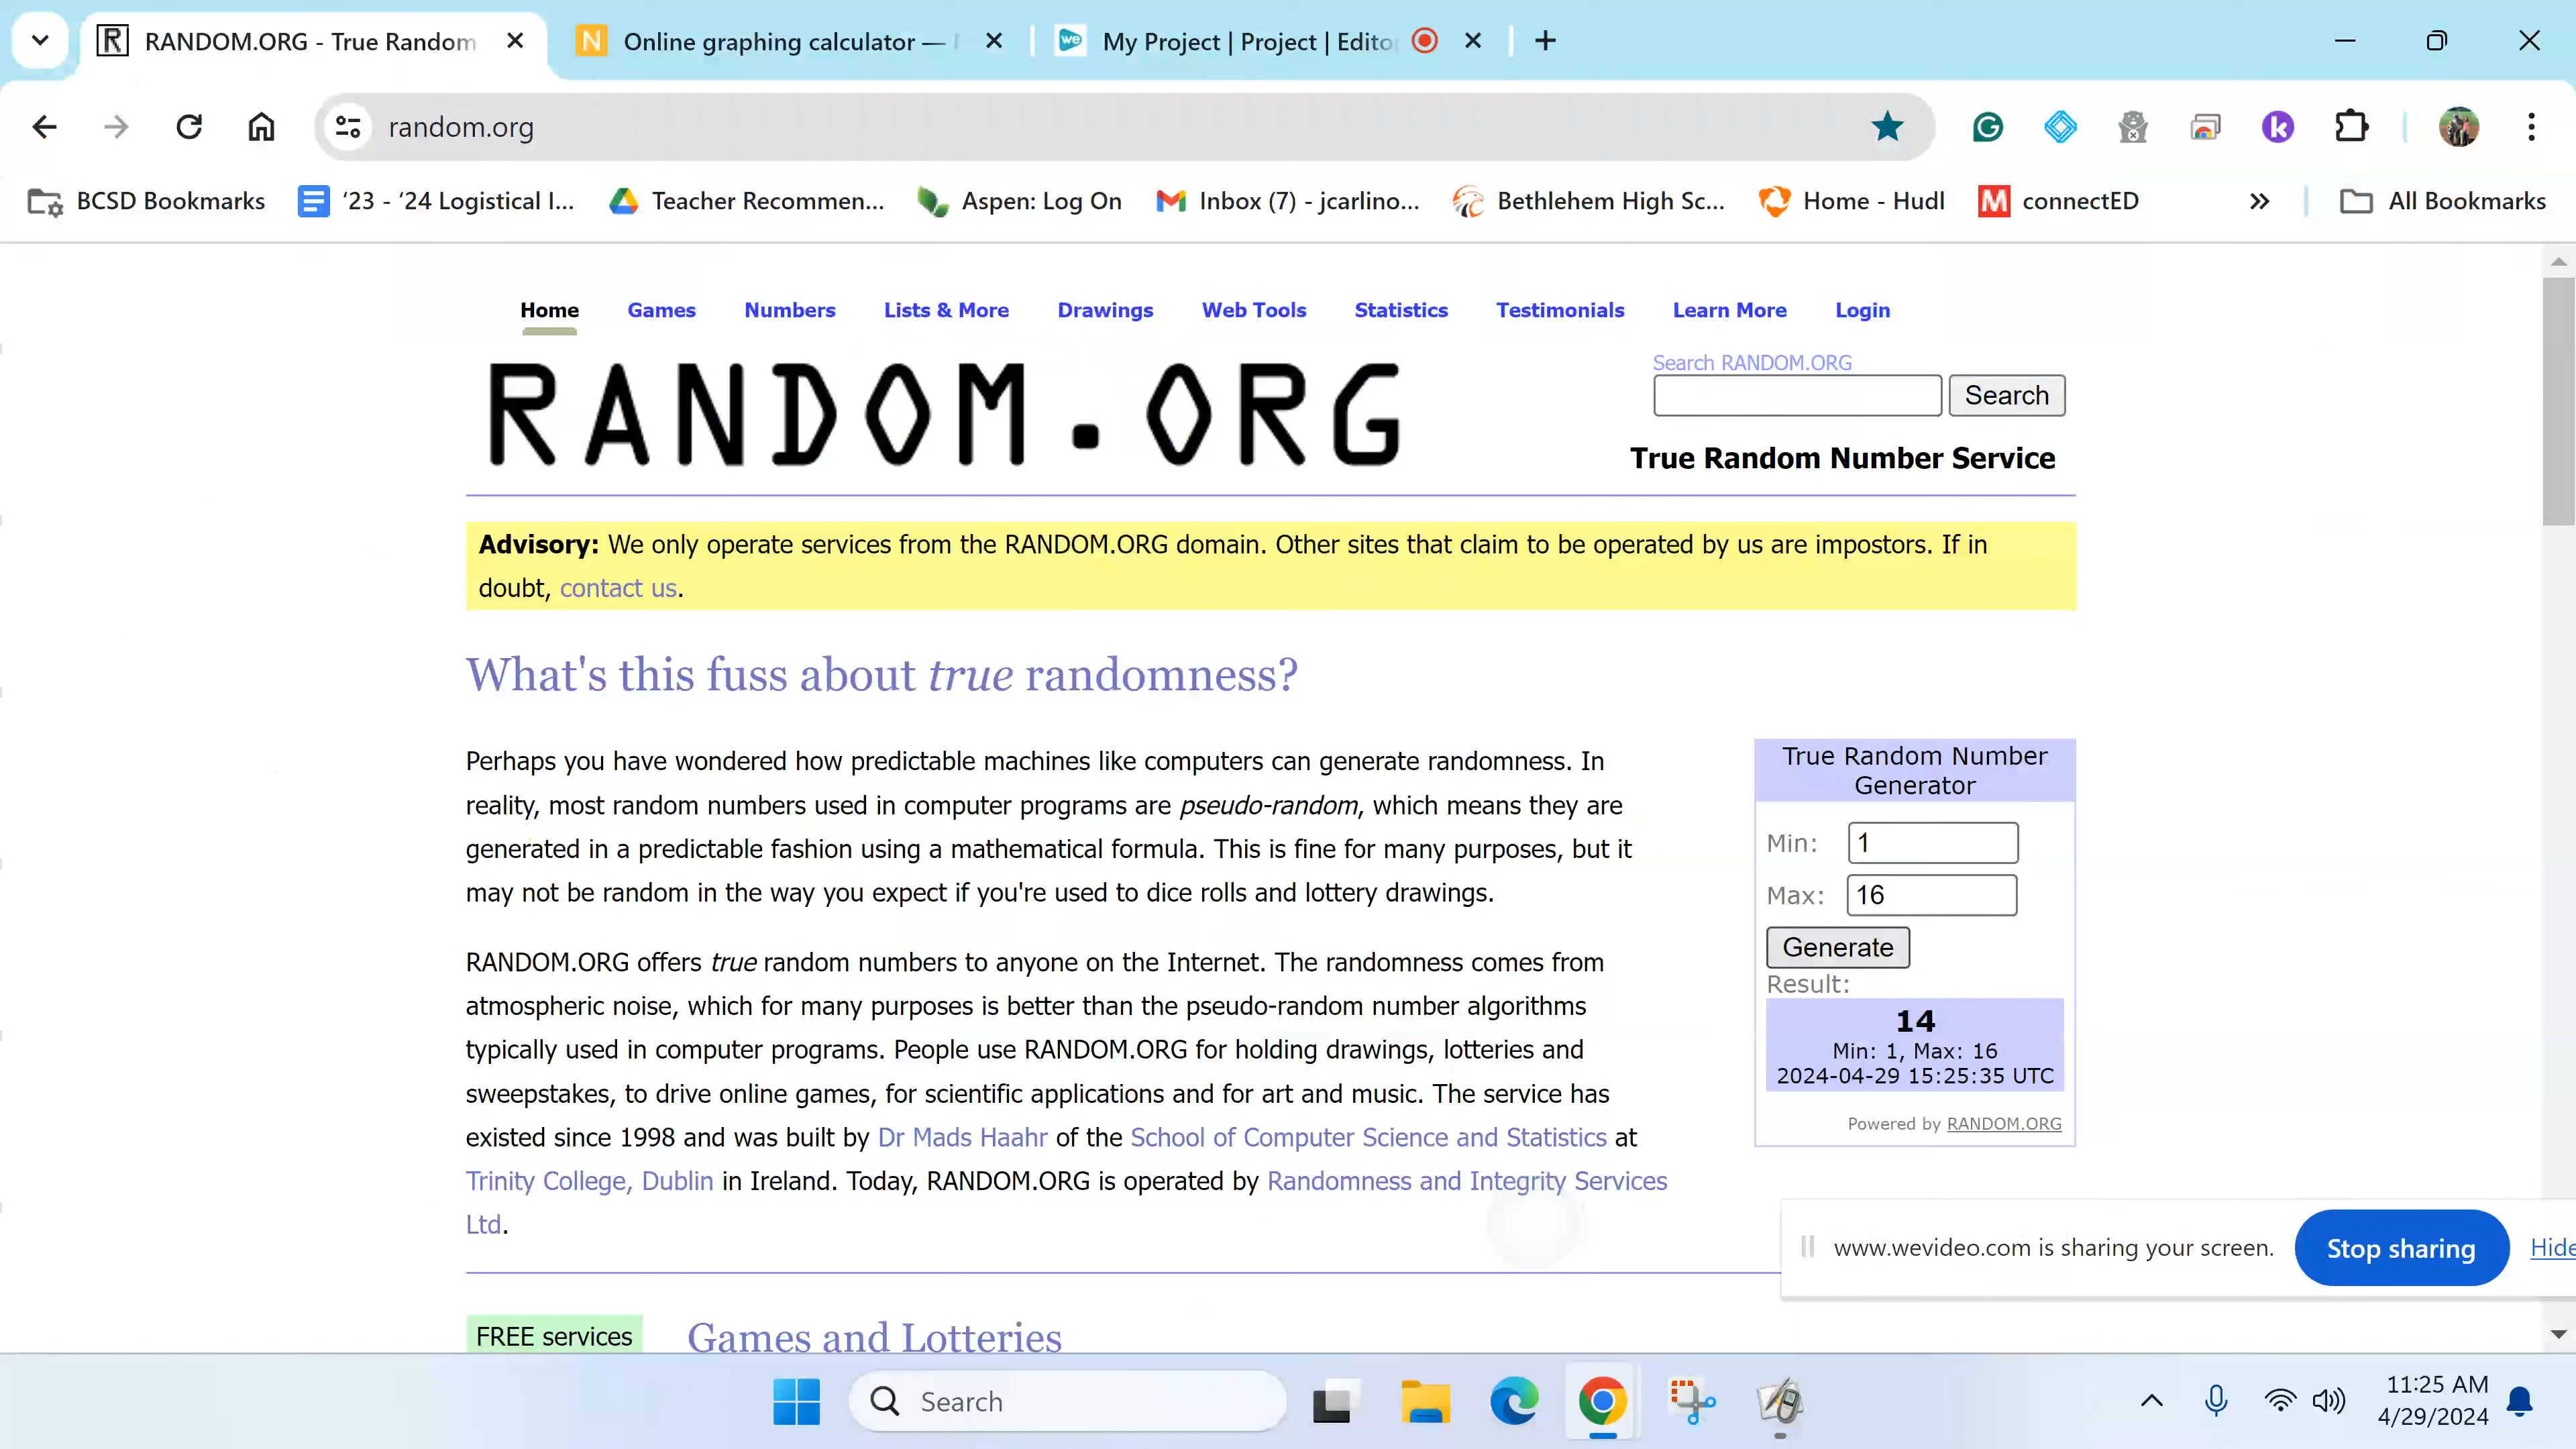 RANDOM.ORG - True Random
Online graphing calculator —
My Project | Project | Edito
random.org
BCSD Bookmarks
'23 - '24 Logistical I...
Teacher Recommen...
Aspen: Log On
Inbox (7) - jcarlino...
Bethlehem High Sc...
Home - Hudl
connectED
All Bookmarks
Home Games Numbers Lists & More Drawings Web Tools Statistics Testimonials Learn More Login
RANDOM.ORG
Search RANDOM.ORG
Search
True Random Number Service
Advisory: We only operate services from the RANDOM.ORG domain. Other sites that claim to be operated by us are impostors. If in
doubt, contact us.
What's this fuss about true randomness?
Perhaps you have wondered how predictable machines like computers can generate randomness. In
reality, most random numbers used in computer programs are pseudo-random, which means they are
generated in a predictable fashion using a mathematical formula. This is fine for many purposes, but it
may not be random in the way you expect if you're used to dice rolls and lottery drawings.
RANDOM.ORG offers true random numbers to anyone on the Internet. The randomness comes from
atmospheric noise, which for many purposes is better than the pseudo-random number algorithms
typically used in computer programs. People use RANDOM.ORG for holding drawings, lotteries and
sweepstakes, to drive online games, for scientific applications and for art and music. The service has
existed since 1998 and was built by Dr Mads Haahr of the School of Computer Science and Statistics at
Trinity College, Dublin in Ireland. Today, RANDOM.ORG is operated by Randomness and Integrity Services
Ltd.
True Random Number
Generator
Min: 1
Max: 16
Generate
Result:
14
Min: 1, Max: 16
2024-04-29 15:25:35 UTC
Powered by RANDOM.ORG
www.wevideo.com is sharing your screen.
Stop sharing
Hide
FREE services
Games and Lotteries
Search
11:25 AM
4/29/2024